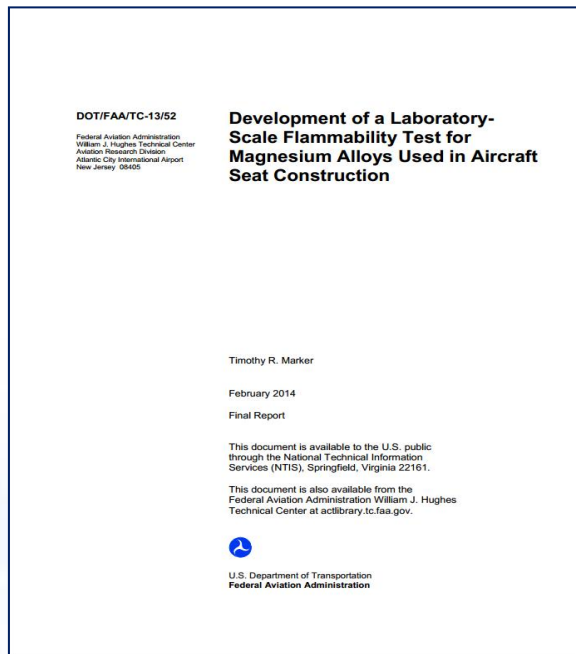 DOT/FAA/TC-13/52
Federal Aviation Administration
William J. Hughes Technical Center
Aviation Research Division
Atlantic City International Airport
New Jersey 08405
Development of a Laboratory-
Scale Flammability Test for
Magnesium Alloys Used in Aircraft
Seat Construction
Timothy R. Marker
February 2014
Final Report
This document is available to the U.S. public
through the National Technical Information
Services (NTIS), Springfield, Virginia 22161.
This document is also available from the
Federal Aviation Administration William J. Hughes
Technical Center at actlibrary.tc.faa.gov.
U.S. Department of Transportation
Federal Aviation Administration